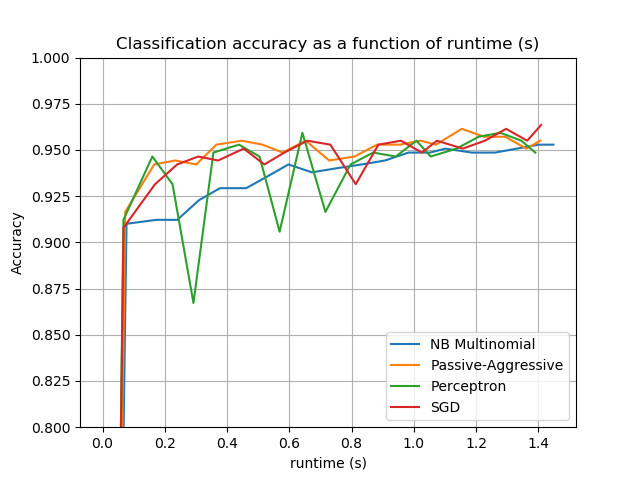 Classification accuracy as a function of runtime (s)
1.000
0.975
0.950
0.925
0.900
0.875
0.850
0.825
0.800
Accuracy
NB Multinomial
Passive-Aggressive
Perceptron
SGD
0.0 0.2 0.4 0.6 0.8 1.0 1.2 1.4
runtime (s)